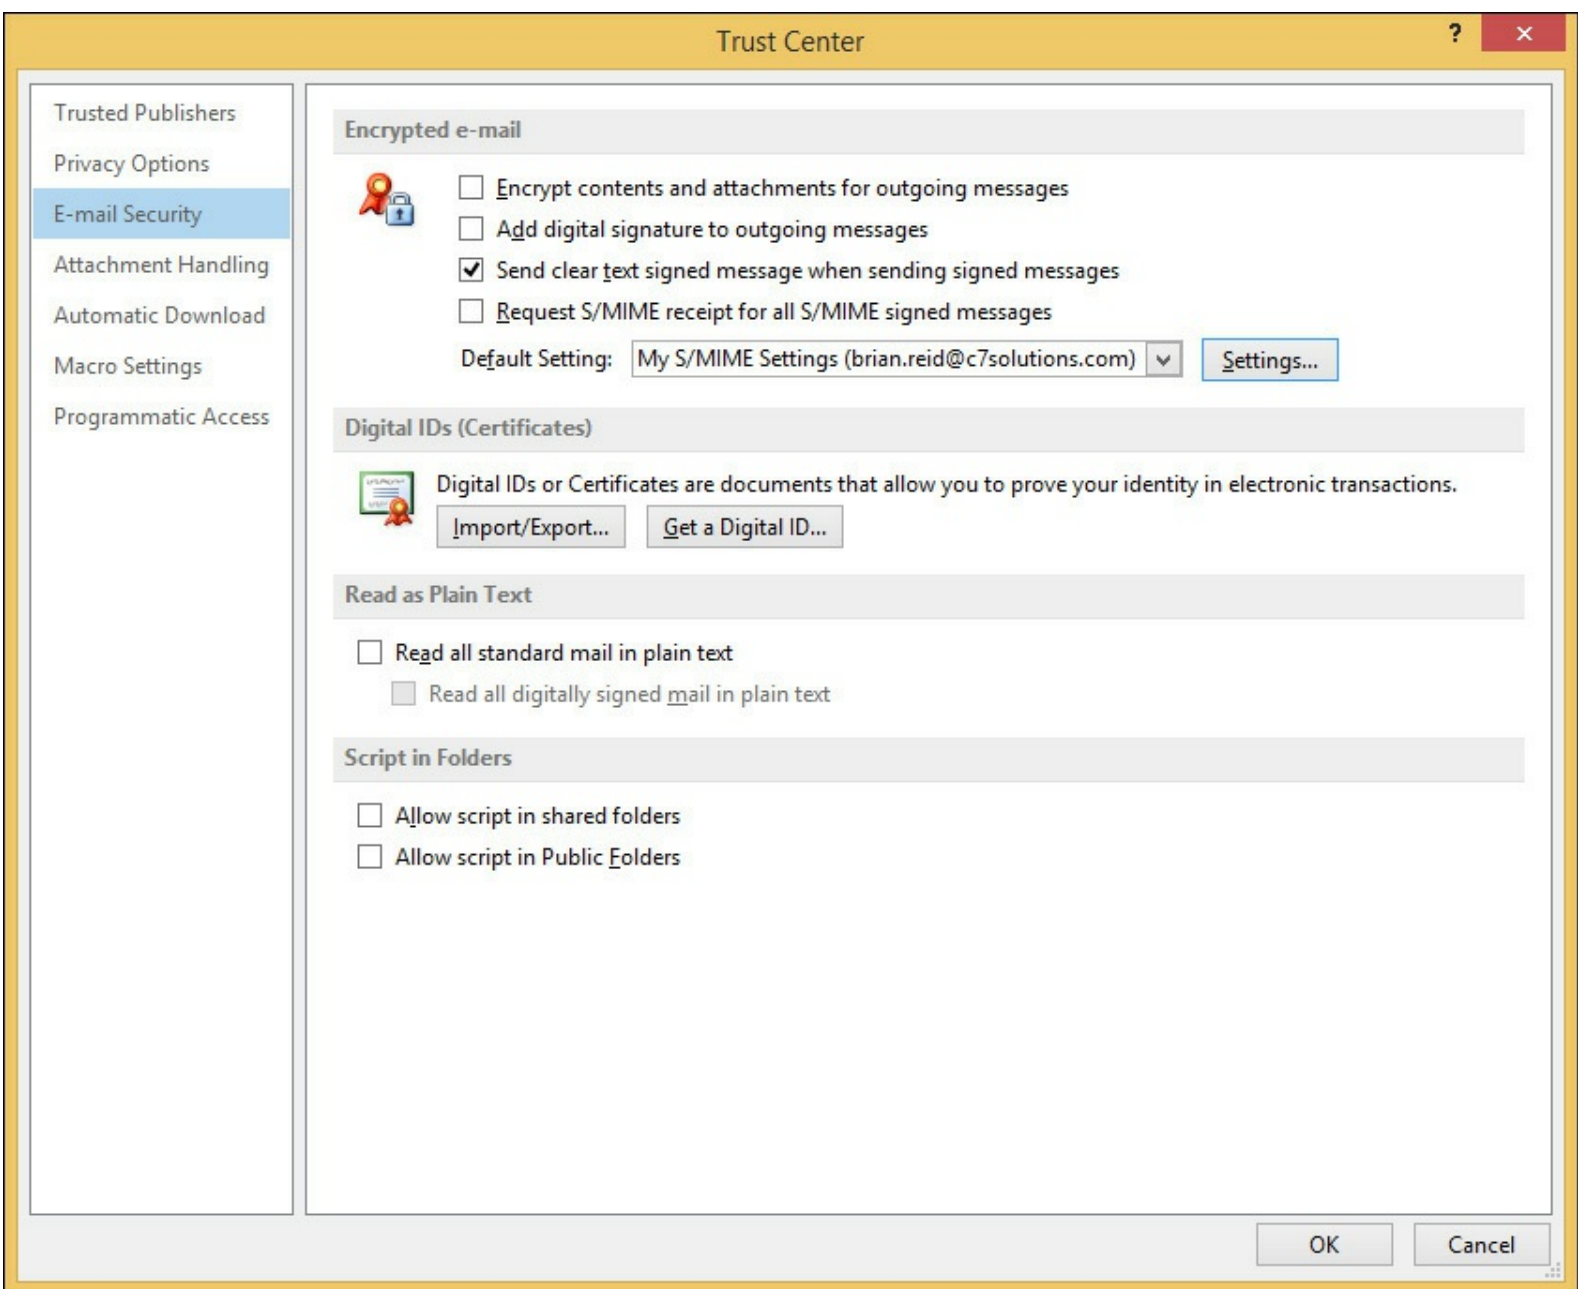 Trust Center
?
Trusted Publishers
Privacy Options
E-mail Security
Attachment Handling
Automatic Download
Macro Settings
Programmatic Access
Encrypted e-mail
Encrypt contents and attachments for outgoing messages
Add digital signature to outgoing messages
Send clear text signed message when sending signed messages
Request S/MIME receipt for all S/MIME signed messages
Default Setting: My S/MIME Settings (brian.reid@c7solutions.com) Settings...
Digital IDs (Certificates)
Digital IDs or Certificates are documents that allow you to prove your identity in electronic transactions.
Import/Export... Get a Digital ID...
Read as Plain Text
Read all standard mail in plain text
Read all digitally signed mail in plain text
Script in Folders
Allow script in shared folders
Allow script in Public Folders
OK Cancel